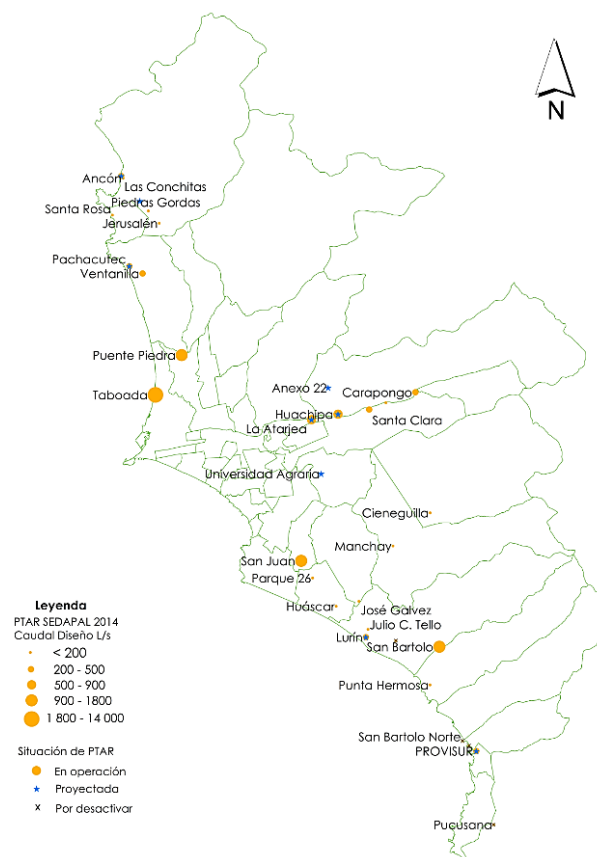 N
Ancón
Las Conchitas
Piedras Gordas
Santa Rosa
Jerusalén
Pachacutec
Ventanilla
Puente Piedra
Taboada
Anexo 22
Carapongo
Huachipa
La Atarjea
Santa Clara
Universidad Agraria
Cieneguilla
Manchay
San Juan
Parque 26
Huáscar
José Galvez
Julio C. Tello
Lurín
San Bartolo
Punta Hermosa
San Bartolo Norte
PROVISUR
Pucusana
Leyenda
PTAR SEDAPAL 2014
Caudal Diseño L/s
< 200
200 - 500
500 - 900
900 - 1800
1 800 - 14 000
Situación de PTAR
En operación
Proyectada
Por desactivar